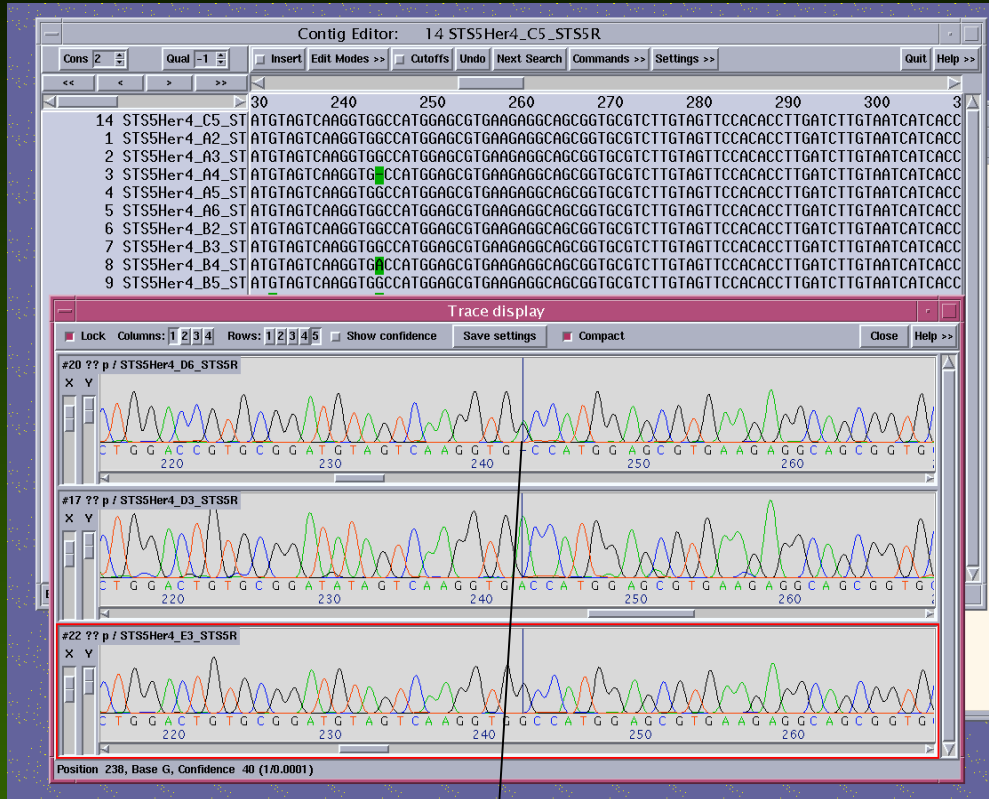 Contig Editor: 14 STS5Her4_C5_STS5R
Cons 2 Qual -1 Insert Edit Modes >> Cutoffs Undo Next Search Commands >> Settings >> Quit Help >>
<< < > >>
30 240 250 260 270 280 290 300 3
14 STS5Her4_C5_ST ATGTAGTCAAGGTGGCCATGGAGCGTGAAGAGGCAGCGGTGCGTCTTGTAGTTCCACACCTTGATCTTGTAATCATCACC
1 STS5Her4_A2_ST ATGTAGTCAAGGTGGCCATGGAGCGTGAAGAGGCAGCGGTGCGTCTTGTAGTTCCACACCTTGATCTTGTAATCATCACC
2 STS5Her4_A3_ST ATGTAGTCAAGGTGGCCATGGAGCGTGAAGAGGCAGCGGTGCGTCTTGTAGTTCCACACCTTGATCTTGTAATCATCACC
3 STS5Her4_A4_ST ATGTAGTCAAGGTG-CCATGGAGCGTGAAGAGGCAGCGGTGCGTCTTGTAGTTCCACACCTTGATCTTGTAATCATCACC
4 STS5Her4_A5_ST ATGTAGTCAAGGTGGCCATGGAGCGTGAAGAGGCAGCGGTGCGTCTTGTAGTTCCACACCTTGATCTTGTAATCATCACC
5 STS5Her4_A6_ST ATGTAGTCAAGGTGGCCATGGAGCGTGAAGAGGCAGCGGTGCGTCTTGTAGTTCCACACCTTGATCTTGTAATCATCACC
6 STS5Her4_B2_ST ATGTAGTCAAGGTGGCCATGGAGCGTGAAGAGGCAGCGGTGCGTCTTGTAGTTCCACACCTTGATCTTGTAATCATCACC
7 STS5Her4_B3_ST ATGTAGTCAAGGTGGCCATGGAGCGTGAAGAGGCAGCGGTGCGTCTTGTAGTTCCACACCTTGATCTTGTAATCATCACC
8 STS5Her4_B4_ST ATGTAGTCAAGGTGACCATGGAGCGTGAAGAGGCAGCGGTGCGTCTTGTAGTTCCACACCTTGATCTTGTAATCATCACC
9 STS5Her4_B5_ST ATGTAGTCAAGGTGGCCATGGAGCGTGAAGAGGCAGCGGTGCGTCTTGTAGTTCCACACCTTGATCTTGTAATCATCACC
Trace display
Lock Columns: 1 2 3 4 Rows: 1 2 3 4 5 Show confidence Save settings Compact Close Help >>
#20 ?? p / STS5Her4_D6_STS5R
X Y
C T G G A C C G T G C G G A T G T A G T C A A G G T G - C C A T G G A G C G T G A A G A G G C A G C G G T G
220 230 240 250 260
#17 ?? p / STS5Her4_D3_STS5R
X Y
C T G G A C T G T G C G G A T A T A G T C A A G G T G A C C A T G G A G C G T G A A G A G G C A G C G G T G
220 230 240 250 260
#22 ?? p / STS5Her4_E3_STS5R
X Y
C T G G A C T G T G C G G A T G T A G T C A A G G T G G C C A T G G A G C G T G A A G A G G C A G C G G T G
220 230 240 250 260
Position 238, Base G, Confidence 40 (1/0.0001)